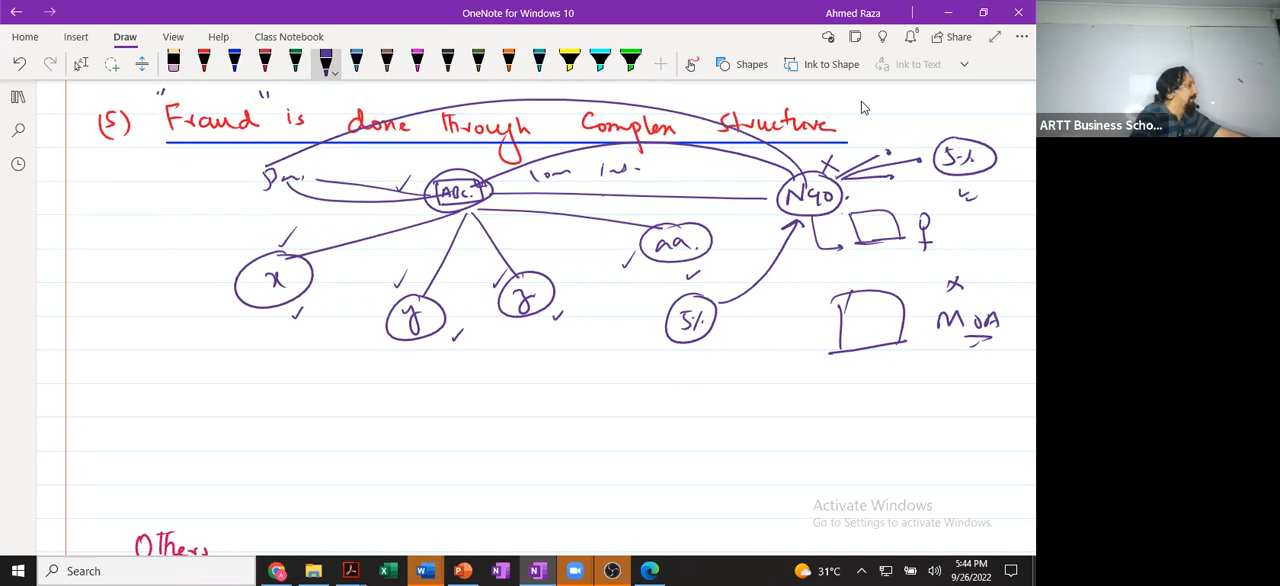 OneNote for Windows 10
Ahmed Raza
Home Insert Draw View Help Class Notebook
6
Share
Shapes Ink to Shape Ink to Text
(5) "Fraud" is done through Complex Structure
ABC.
NGO.
5%
x
y
z
aa.
5%
MOA
Others
ARTT Business Scho...
Activate Windows
Go to Settings to activate Windows.
Search
31°C
5:44 PM
9/26/2022